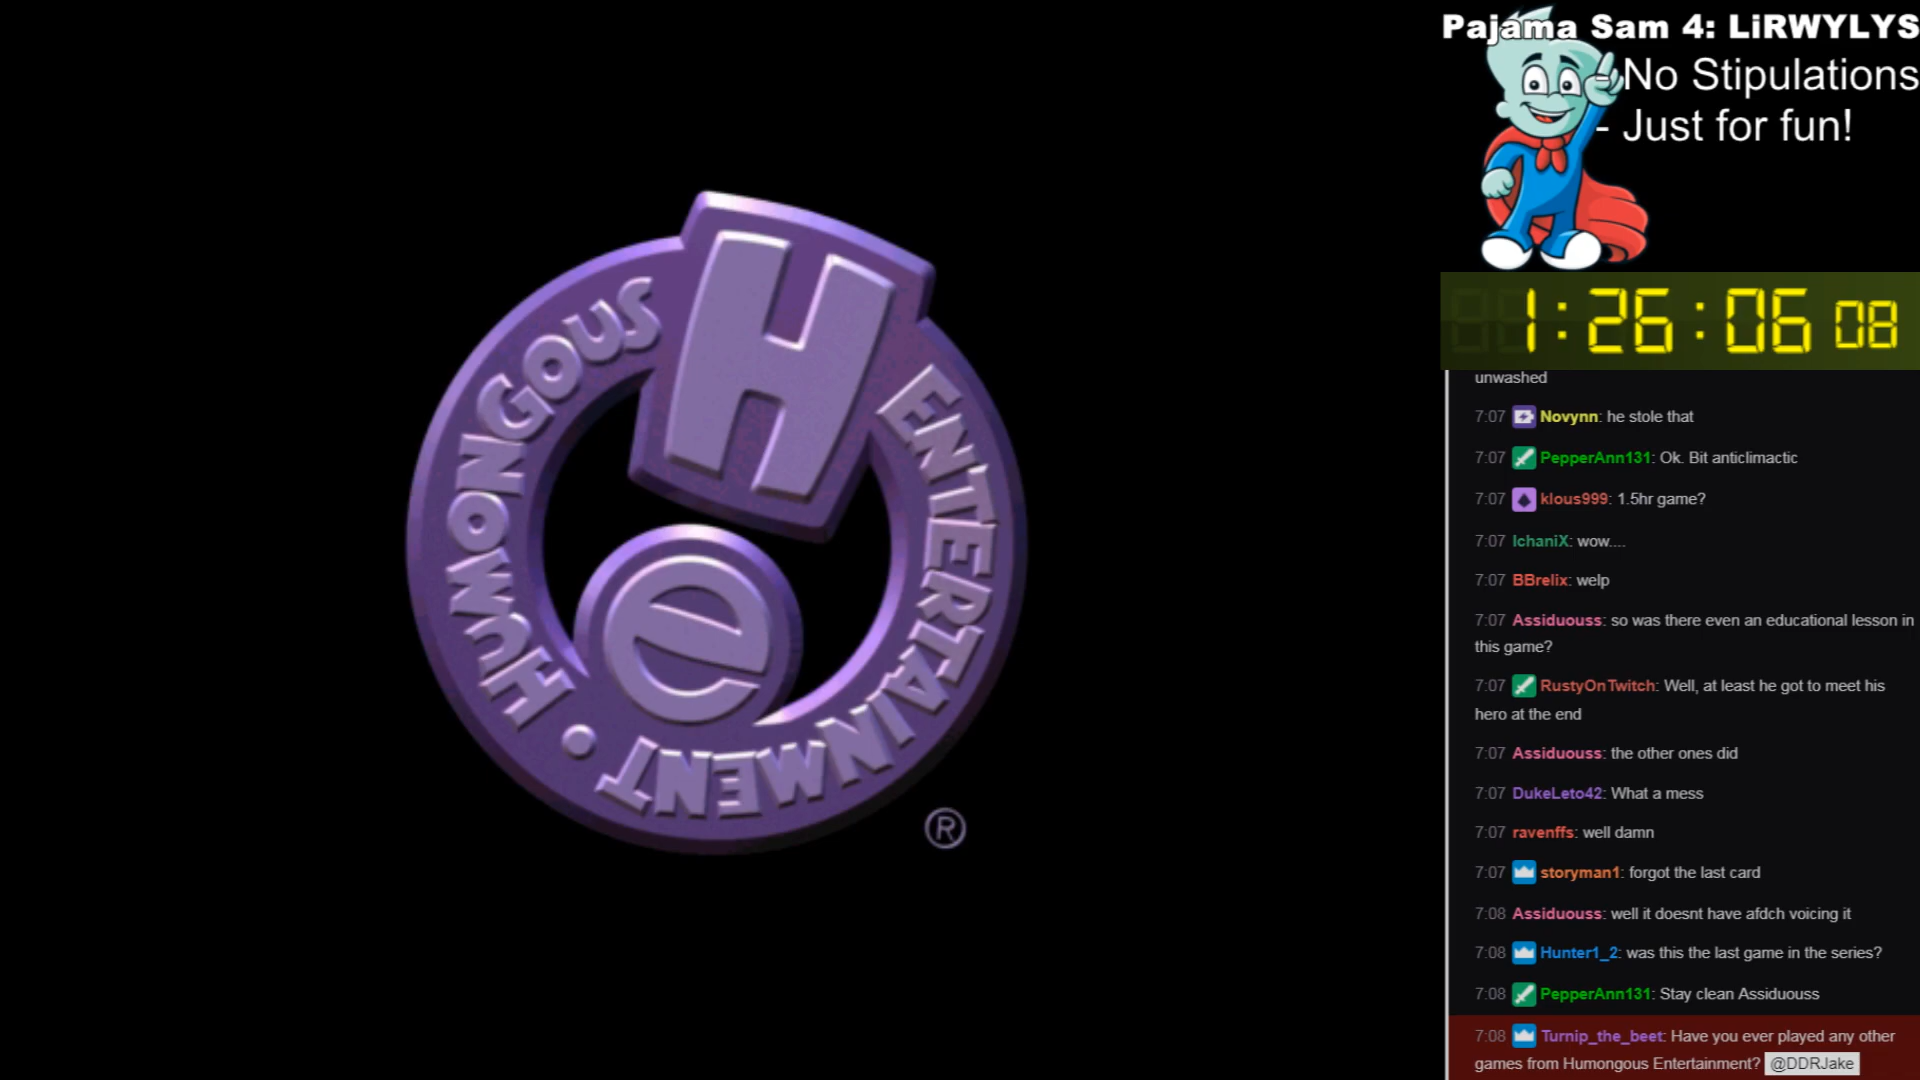 HUMONGOUS
H
ENTERTAINMENT
e
®
Pajama Sam 4: LiRWYLYS
- No Stipulations
- Just for fun!
1:26:06 08
unwashed
7:07 Novynn: he stole that
7:07 PepperAnn131: Ok. Bit anticlimactic
7:07 klous999: 1.5hr game?
7:07 IchaniX: wow....
7:07 BBrelix: welp
7:07 Assiduouss: so was there even an educational lesson in
this game?
7:07 RustyOnTwitch: Well, at least he got to meet his
hero at the end
7:07 Assiduouss: the other ones did
7:07 DukeLeto42: What a mess
7:07 ravenffs: well damn
7:07 storyman1: forgot the last card
7:08 Assiduouss: well it doesnt have afdch voicing it
7:08 Hunter1_2: was this the last game in the series?
7:08 PepperAnn131: Stay clean Assiduouss
7:08 Turnip_the_beet: Have you ever played any other
games from Humongous Entertainment? @DDRJake